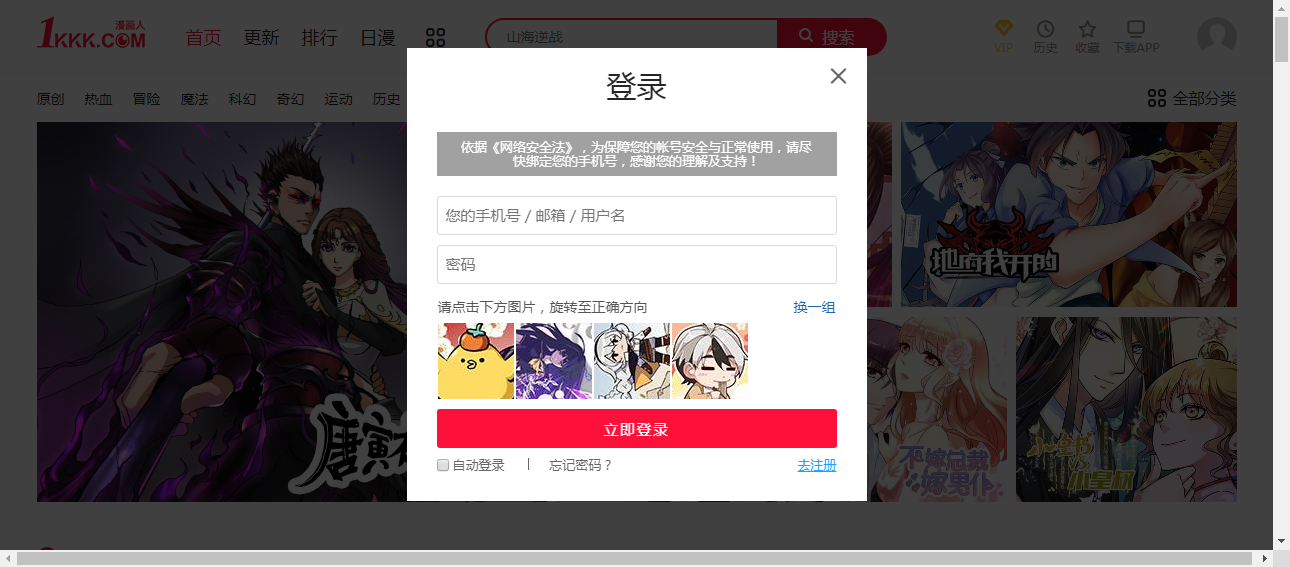 1KKK.COM 漫画人
首页 更新 排行 日漫
山海逆战
搜索
VIP 历史 收藏 下载APP
原创 热血 冒险 魔法 科幻 奇幻 运动 历史
全部分类
登录
依据《网络安全法》，为保障您的帐号安全与正常使用，请尽
快绑定您的手机号，感谢您的理解及支持！
您的手机号 / 邮箱 / 用户名
密码
请点击下方图片，旋转至正确方向 换一组
立即登录
自动登录 | 忘记密码？ 去注册
地府我开的
唐寅
不嫁总裁
嫁男仆